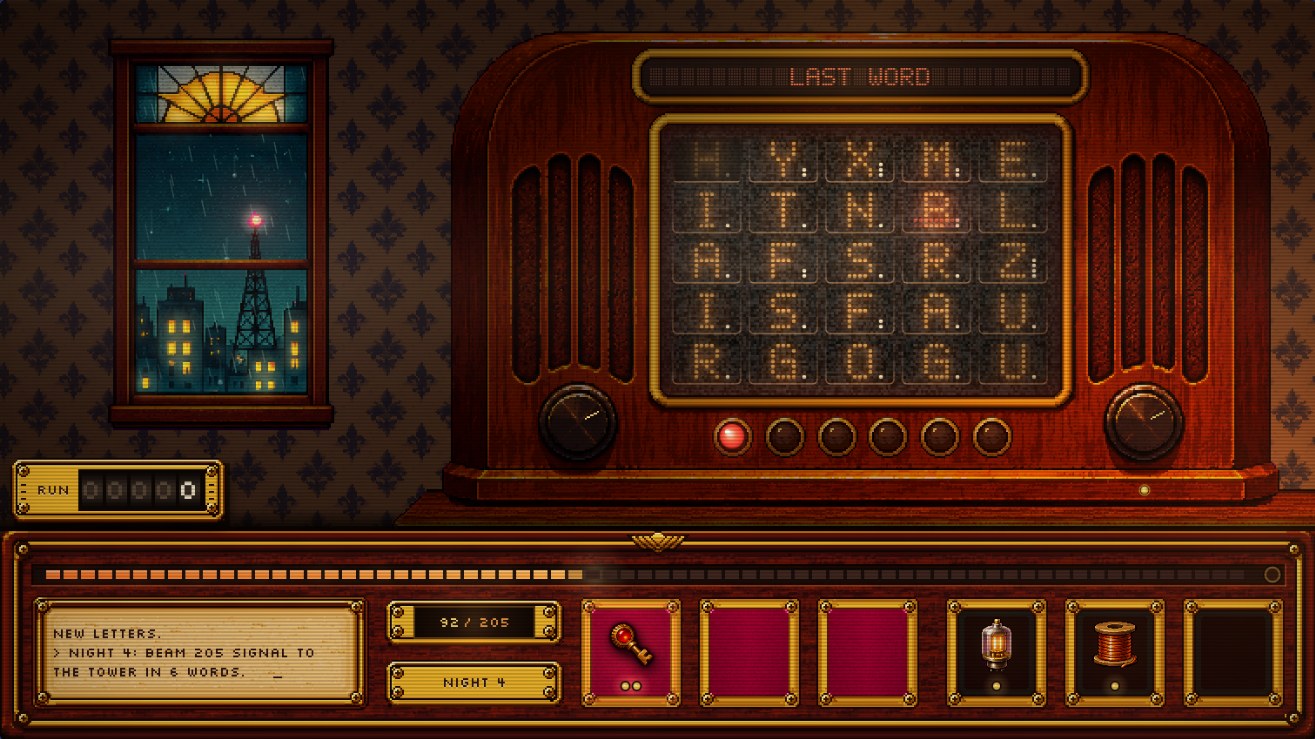 LAST WORD
H Y X M E
I T N B L
A F S R Z
I S F A U
R G O G U
RUN 00000
NEW LETTERS.
> NIGHT 4: BEAM 205 SIGNAL TO
THE TOWER IN 6 WORDS. _
92 / 205
NIGHT 4